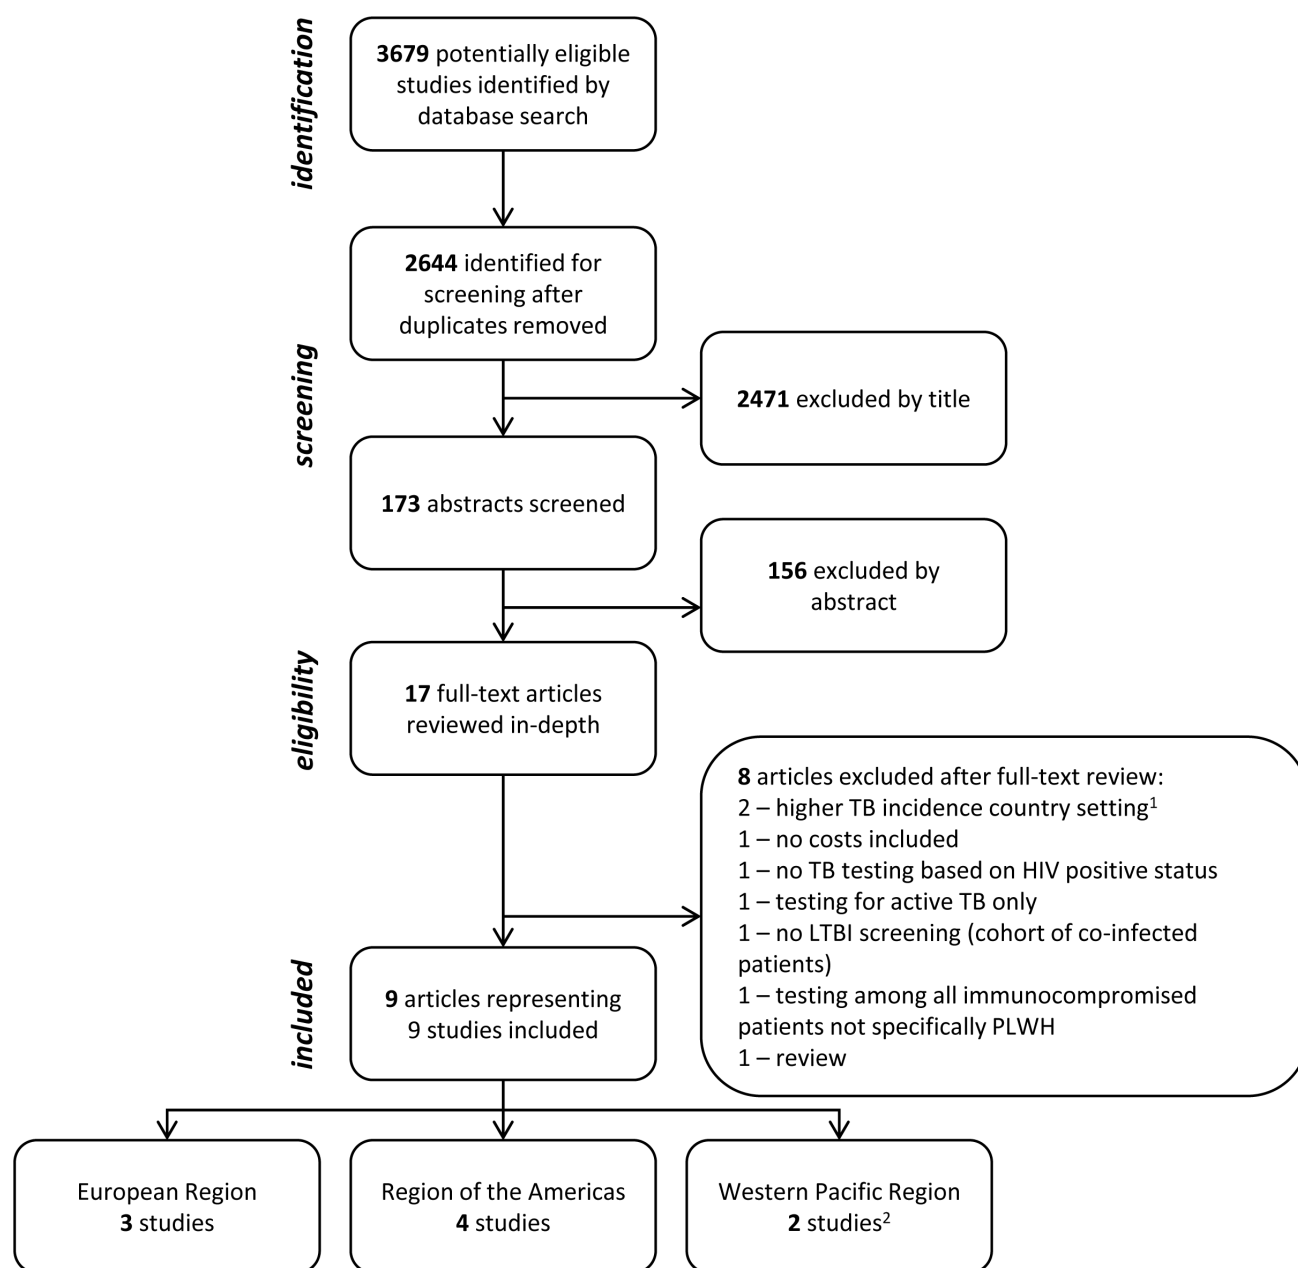 identification
3679 potentially eligible
studies identified by
database search
2644 identified for
screening after
duplicates removed
screening
2471 excluded by title
173 abstracts screened
156 excluded by
abstract
eligibility
17 full-text articles
reviewed in-depth
8 articles excluded after full-text review:
2 – higher TB incidence country setting¹
1 – no costs included
1 – no TB testing based on HIV positive status
1 – testing for active TB only
1 – no LTBI screening (cohort of co-infected
patients)
1 – testing among all immunocompromised
patients not specifically PLWH
1 – review
included
9 articles representing
9 studies included
European Region
3 studies
Region of the Americas
4 studies
Western Pacific Region
2 studies²